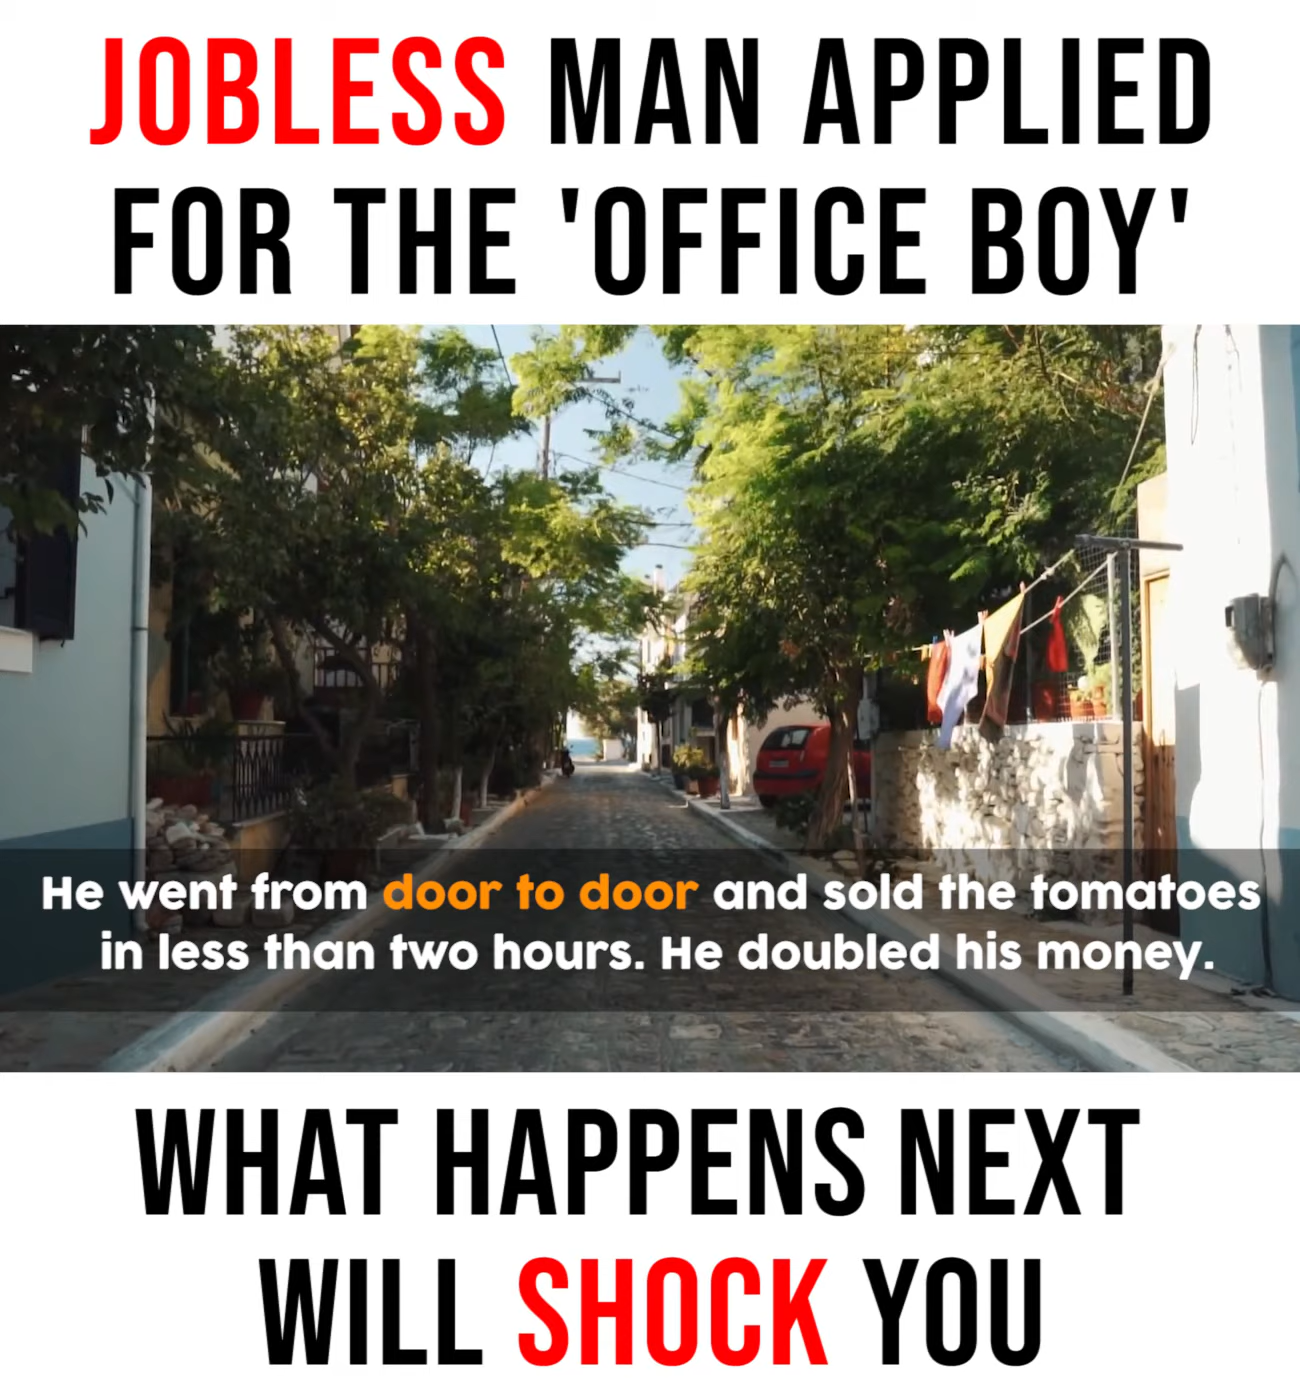 JOBLESS MAN APPLIED
FOR THE 'OFFICE BOY'
He went from door to door and sold the tomatoes
in less than two hours. He doubled his money.
WHAT HAPPENS NEXT
WILL SHOCK YOU